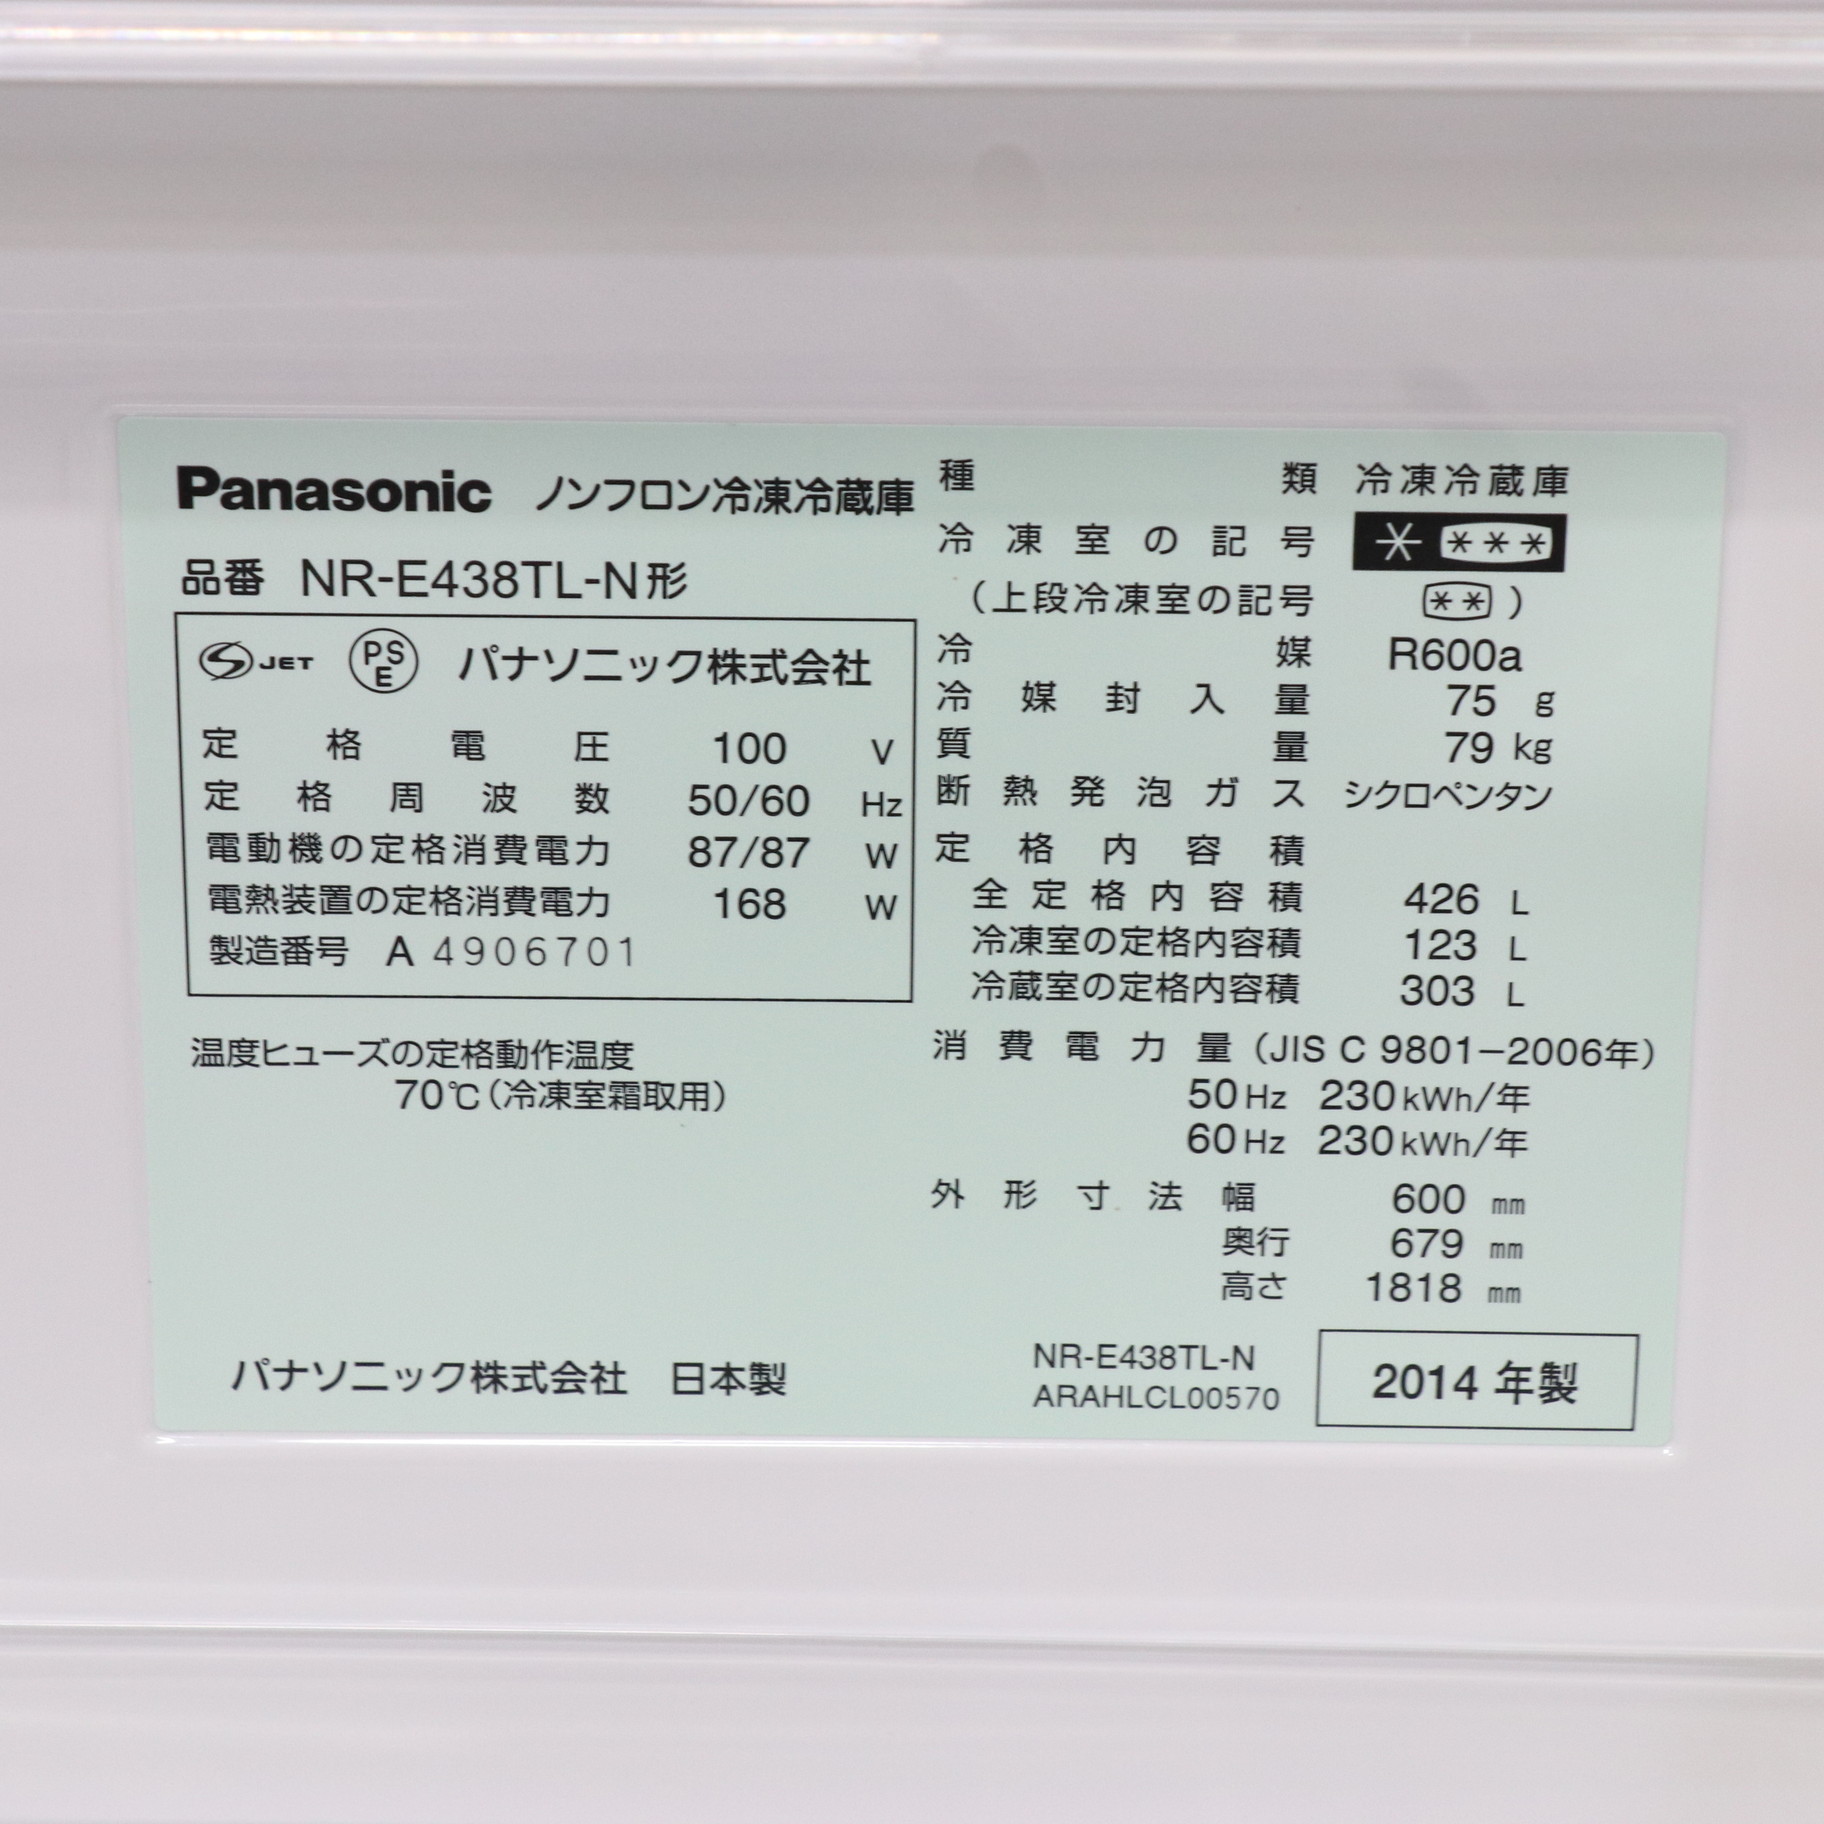 Panasonic ノンフロン冷凍冷蔵庫
品番 NR-E438TL-N形
S JET PSE パナソニック株式会社
定格電圧 100 V
定格周波数 50/60 Hz
電動機の定格消費電力 87/87 W
電熱装置の定格消費電力 168 W
製造番号 A 4906701
温度ヒューズの定格動作温度
70℃(冷凍室霜取用)
パナソニック株式会社 日本製
種類 冷凍冷蔵庫
冷凍室の記号 * ***
(上段冷凍室の記号 **)
冷媒 R600a
冷媒封入量 75 g
質量 79 kg
断熱発泡ガス シクロペンタン
定格内容積
全定格内容積 426 L
冷凍室の定格内容積 123 L
冷蔵室の定格内容積 303 L
消費電力量(JIS C 9801-2006年)
50Hz 230kWh/年
60Hz 230kWh/年
外形寸法 幅 600 mm
奥行 679 mm
高さ 1818 mm
NR-E438TL-N
ARAHLCL00570
2014 年製